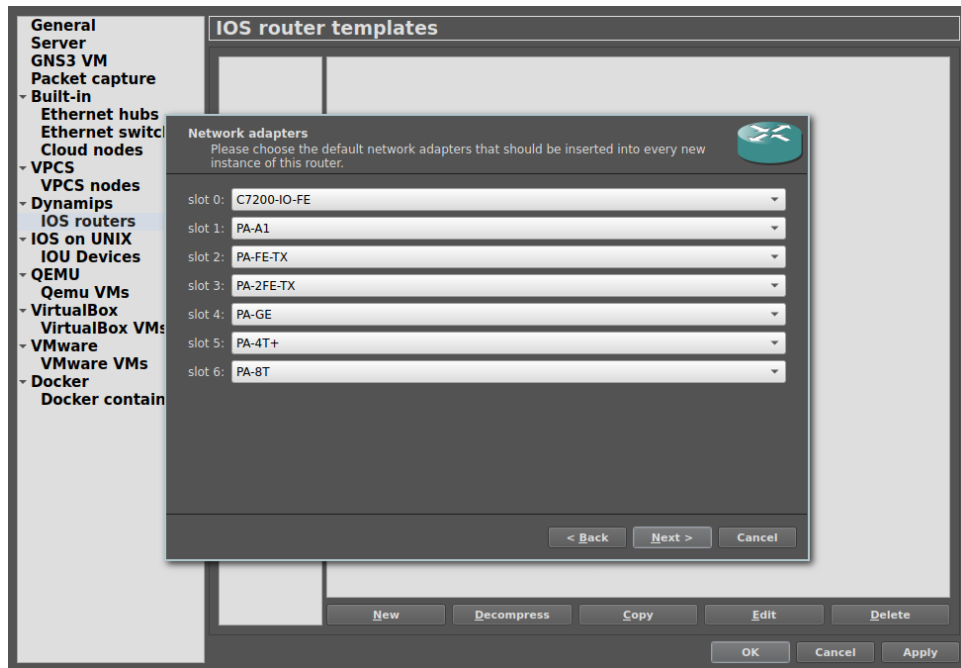 General
Server
GNS3 VM
Packet capture
Built-in
Ethernet hubs
Ethernet switc
Cloud nodes
VPCS
VPCS nodes
Dynamips
IOS routers
IOS on UNIX
IOU Devices
QEMU
Qemu VMs
VirtualBox
VirtualBox VMs
VMware
VMware VMs
Docker
Docker contain
IOS router templates
Network adapters
Please choose the default network adapters that should be inserted into every new
instance of this router.
slot 0: C7200-IO-FE
slot 1: PA-A1
slot 2: PA-FE-TX
slot 3: PA-2FE-TX
slot 4: PA-GE
slot 5: PA-4T+
slot 6: PA-8T
< Back Next > Cancel
New Decompress Copy Edit Delete
OK Cancel Apply